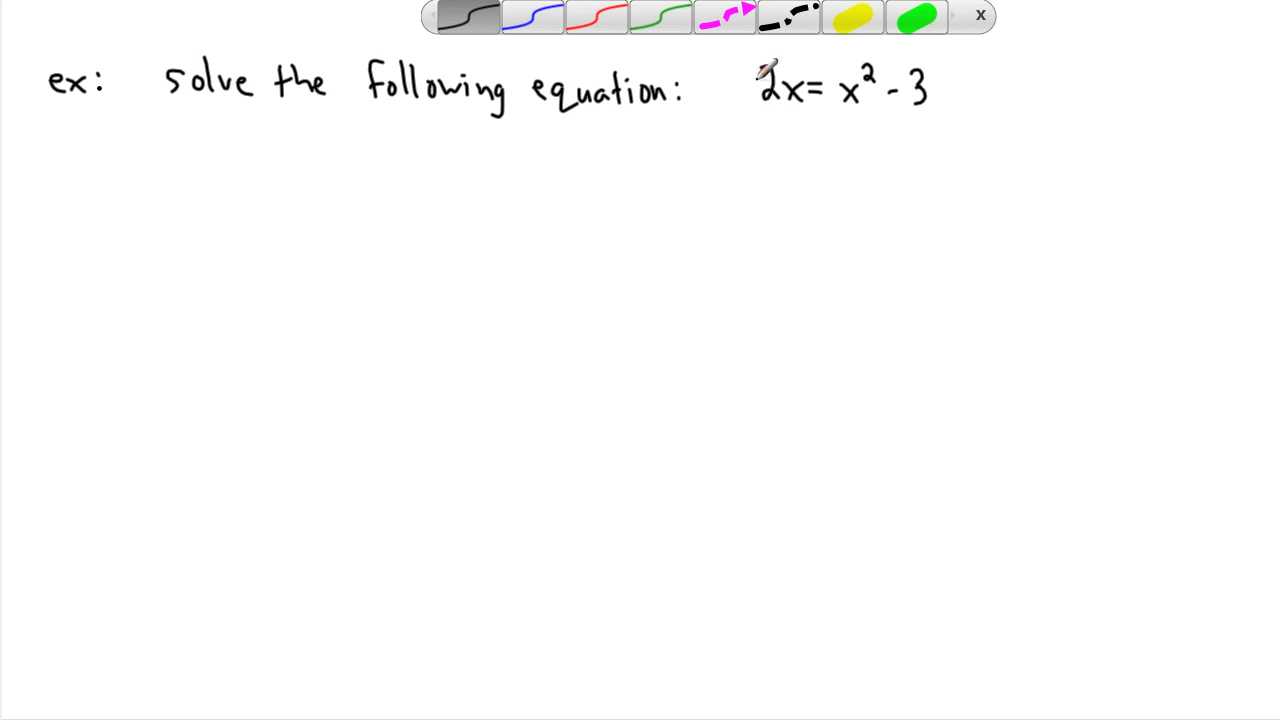 ex: solve the following equation: 2x = x² - 3
x